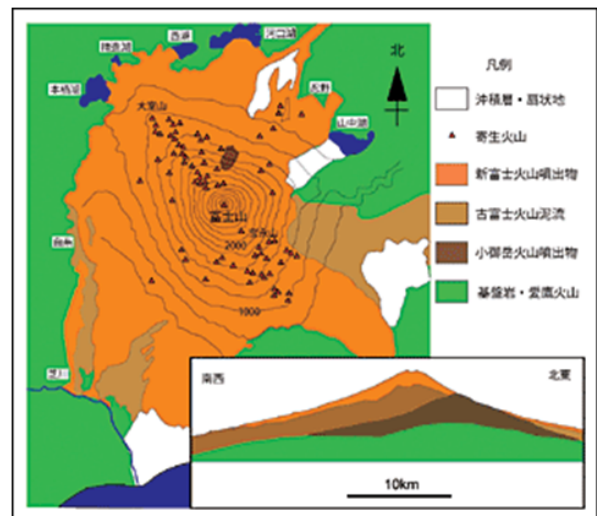 精進湖
西湖
河口湖
本栖湖
大室山
忍野
山中湖
北
富士山
宝永山
2000
1000
芝川
凡例
沖積層・扇状地
寄生火山
新富士火山噴出物
古富士火山泥流
小御岳火山噴出物
基盤岩・愛鷹火山
南西
北東
10km